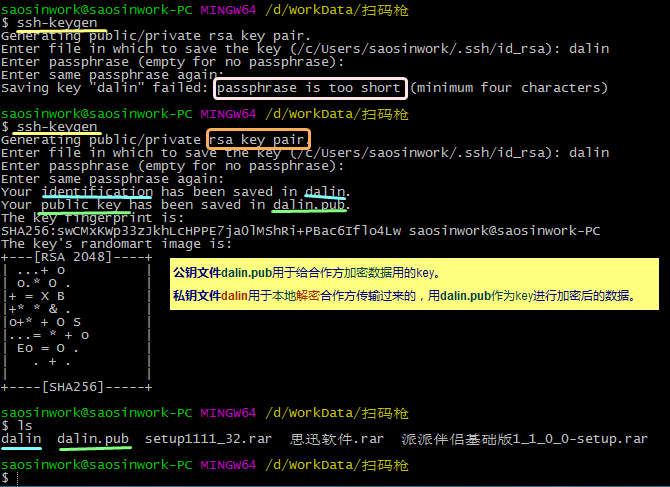 saosinwork@saosinwork-PC MINGW64 /d/WorkData/扫码枪
$ ssh-keygen
Generating public/private rsa key pair.
Enter file in which to save the key (/c/Users/saosinwork/.ssh/id_rsa): dalin
Enter passphrase (empty for no passphrase):
Enter same passphrase again:
Saving key "dalin" failed: passphrase is too short (minimum four characters)
saosinwork@saosinwork-PC MINGW64 /d/WorkData/扫码枪
$ ssh-keygen
Generating public/private rsa key pair.
Enter file in which to save the key (/c/Users/saosinwork/.ssh/id_rsa): dalin
Enter passphrase (empty for no passphrase):
Enter same passphrase again:
Your identification has been saved in dalin.
Your public key has been saved in dalin.pub.
The key fingerprint is:
SHA256:swCMxKWp33zJkhLcHPPE7jaOlMShRi+PBac6Iflo4Lw saosinwork@saosinwork-PC
The key's randomart image is:
+---[RSA 2048]----+
| ...+ o          |
| o.* O .         |
|+ = X B          |
|+* * & .         |
|o+* + O S        |
|...= * + o       |
| Eo = O .        |
|   . + .         |
|                 |
+----[SHA256]-----+
公钥文件dalin.pub用于给合作方加密数据用的key。
私钥文件dalin用于本地解密合作方传输过来的，用dalin.pub作为key进行加密后的数据。
saosinwork@saosinwork-PC MINGW64 /d/WorkData/扫码枪
$ ls
dalin  dalin.pub  setup1111_32.rar  思迅软件.rar  派派伴侣基础版1_1_0_0-setup.rar
saosinwork@saosinwork-PC MINGW64 /d/WorkData/扫码枪
$